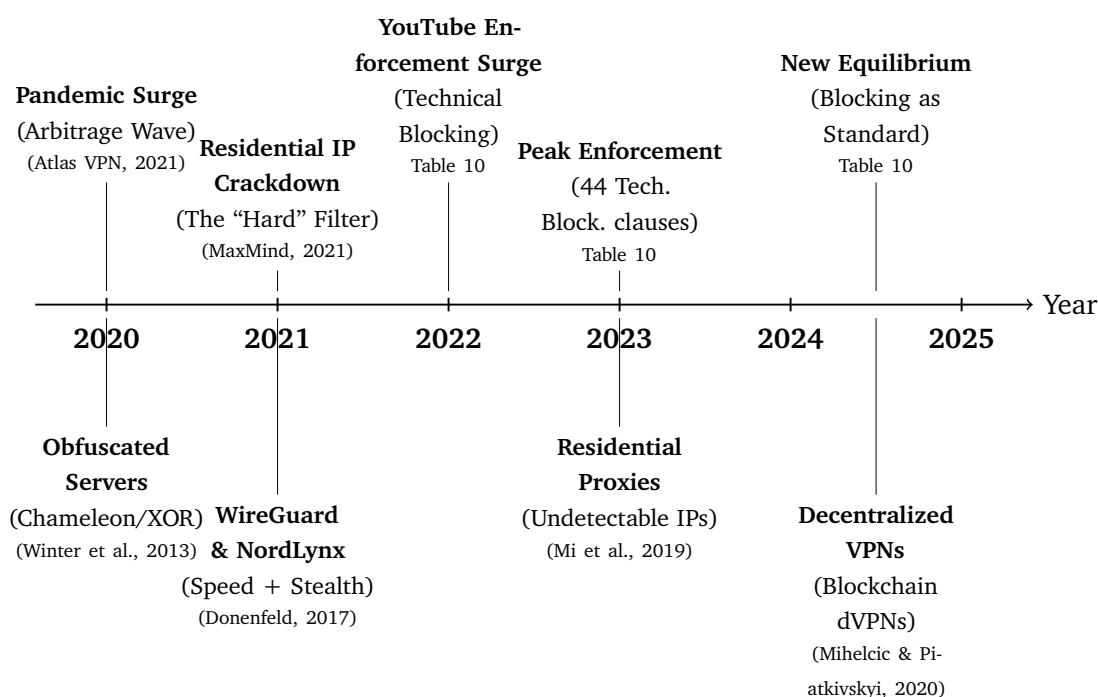 YouTube En-
forcement Surge
(Technical
Blocking)
Table 10
New Equilibrium
(Blocking as
Standard)
Table 10
Pandemic Surge
(Arbitrage Wave)
(Atlas VPN, 2021)
Residential IP
Crackdown
(The “Hard” Filter)
(MaxMind, 2021)
Peak Enforcement
(44 Tech.
Block. clauses)
Table 10
Year
2020 2021 2022 2023 2024 2025
Obfuscated
Servers
(Chameleon/XOR)
(Winter et al., 2013)
WireGuard
& NordLynx
(Speed + Stealth)
(Donenfeld, 2017)
Residential
Proxies
(Undetectable IPs)
(Mi et al., 2019)
Decentralized
VPNs
(Blockchain
dVPNs)
(Mihelcic & Pi-
atkivskyi, 2020)